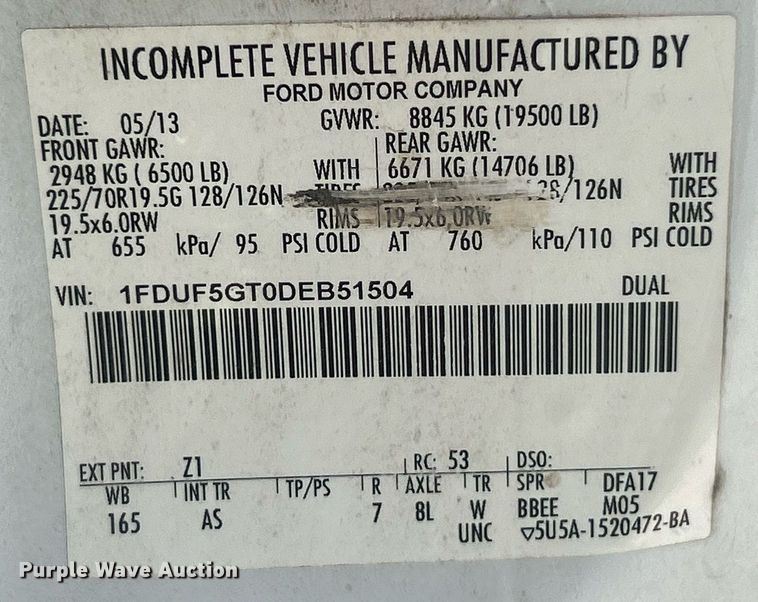 INCOMPLETE VEHICLE MANUFACTURED BY
FORD MOTOR COMPANY
DATE: 05/13 GVWR: 8845 KG (19500 LB)
FRONT GAWR: REAR GAWR:
2948 KG ( 6500 LB) WITH 6671 KG (14706 LB) WITH
225/70R19.5G 128/126N TIRES 128/126N TIRES
19.5x6.0RW RIMS 19.5x6.0RW RIMS
AT 655 kPa/ 95 PSI COLD AT 760 kPa/110 PSI COLD
VIN: 1FDUF5GT0DEB51504 DUAL
EXT PNT: Z1 RC: 53 DSO:
WB INT TR TP/PS R AXLE TR SPR DFA17
165 AS 7 8L W BBEE M05
UNC ▽5U5A-1520472-BA
Purple Wave Auction